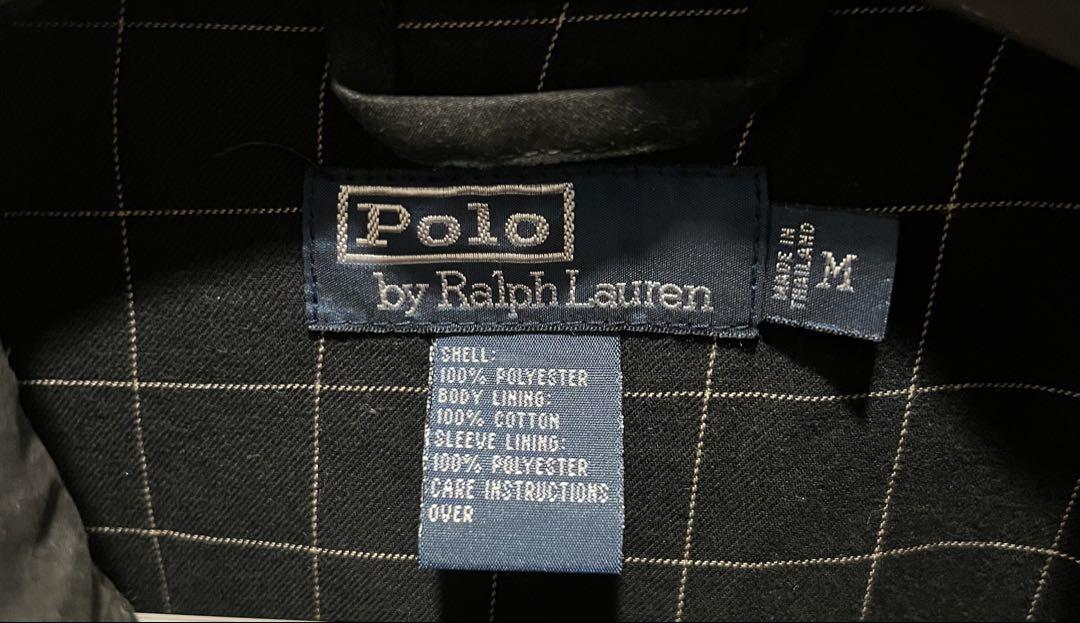 Polo
by Ralph Lauren
MADE IN
THAILAND
M
SHELL:
100% POLYESTER
BODY LINING:
100% COTTON
SLEEVE LINING:
100% POLYESTER
CARE INSTRUCTIONS
OVER